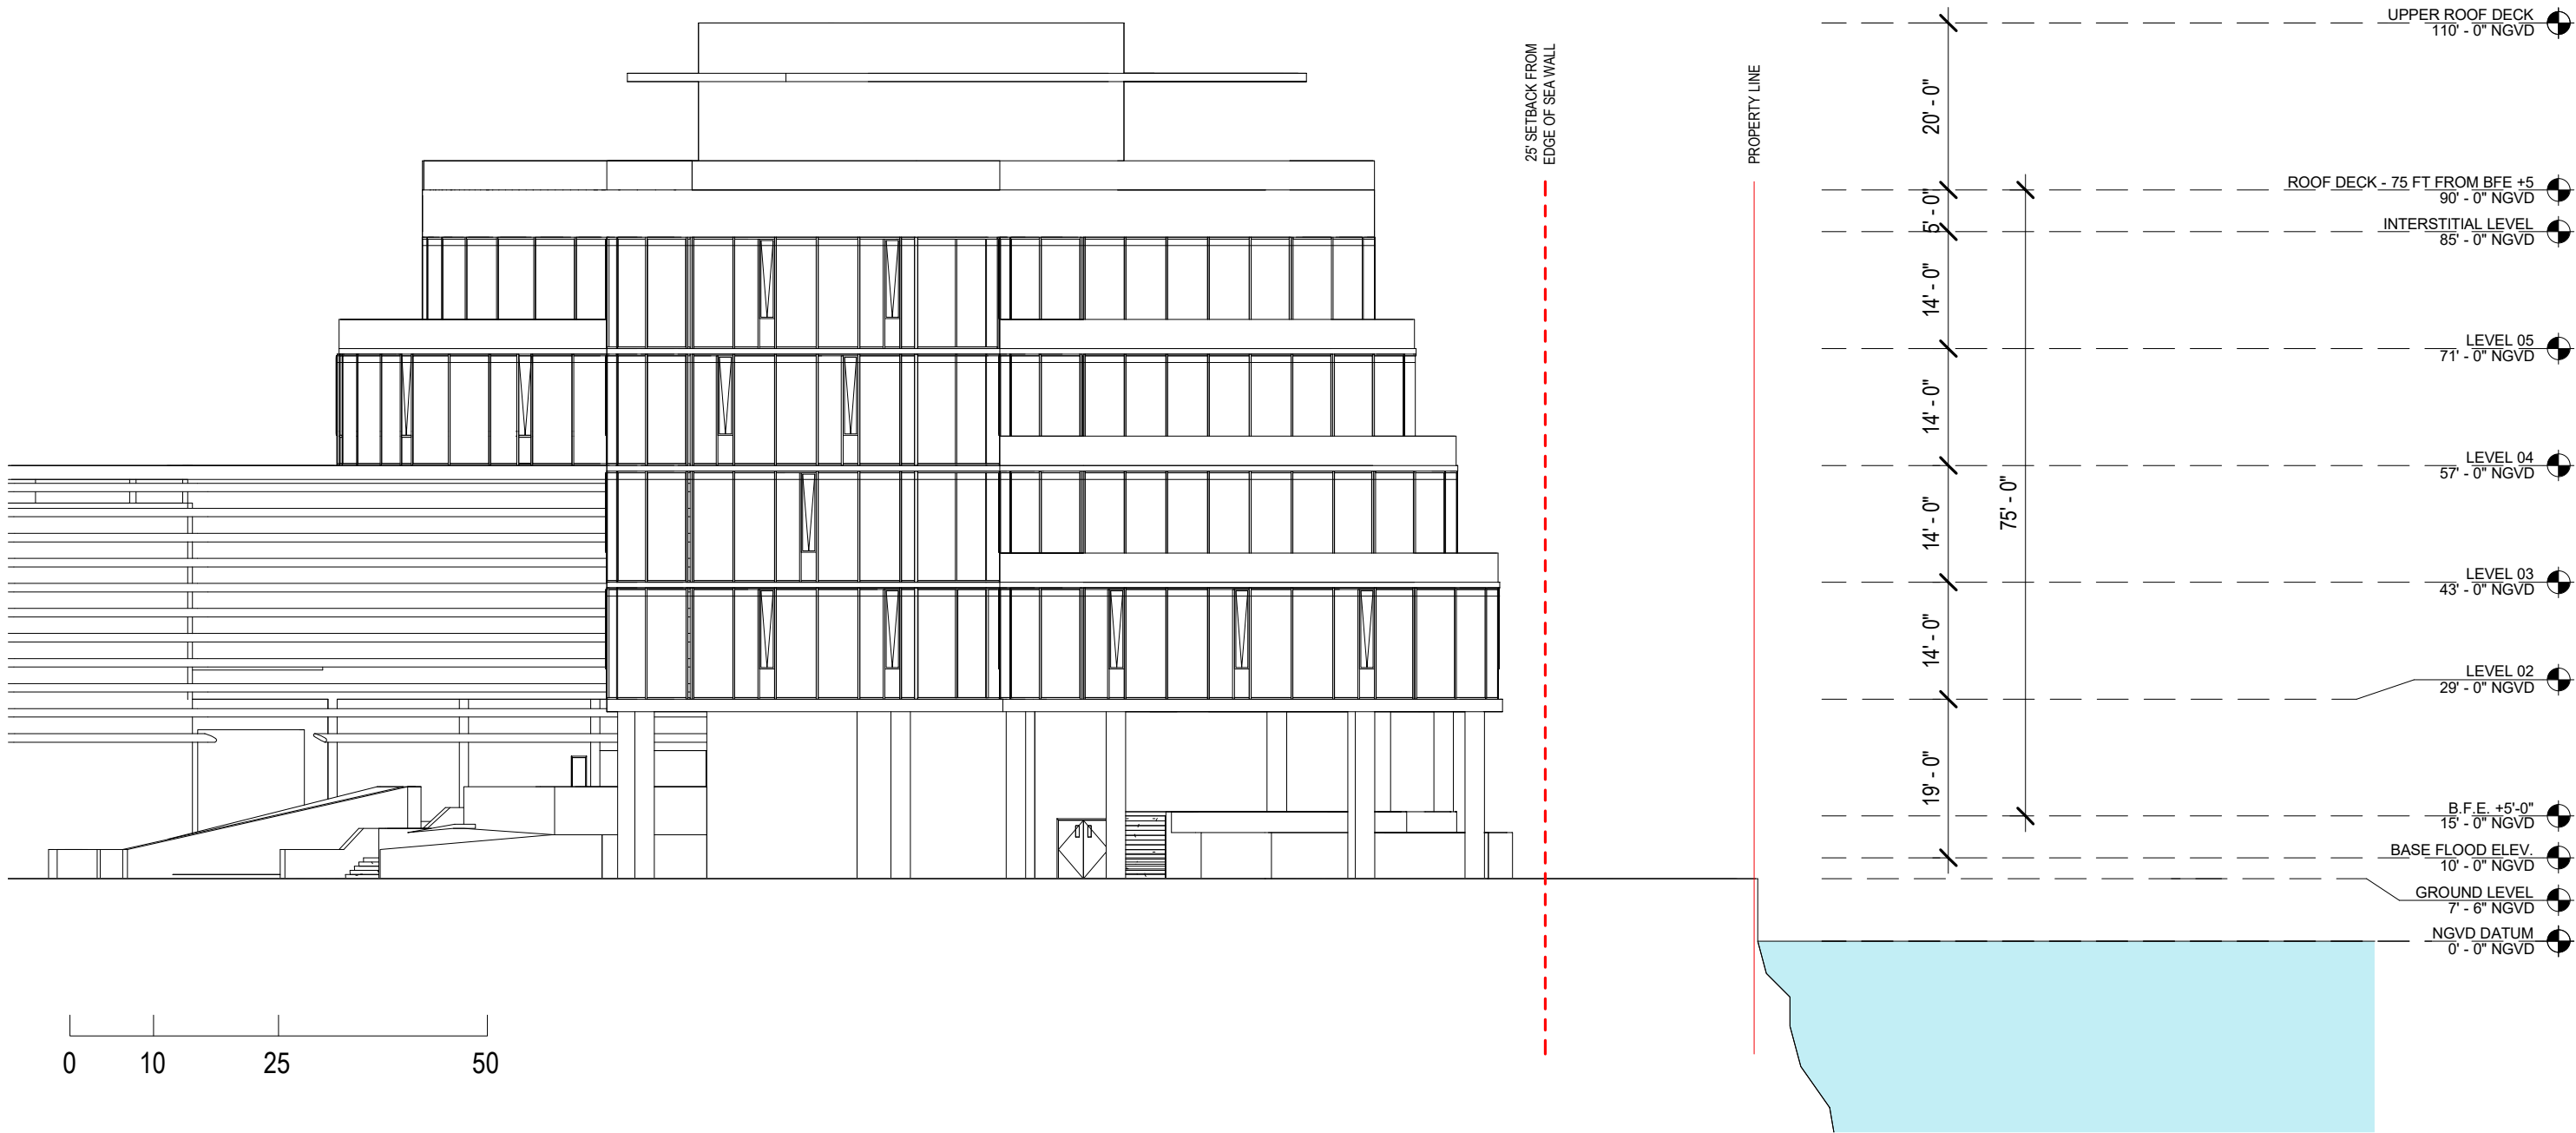 UPPER ROOF DECK
110' - 0" NGVD
25' SETBACK FROM
EDGE OF SEA WALL
PROPERTY LINE
20' - 0"
ROOF DECK - 75 FT FROM BFE +5
90' - 0" NGVD
5' - 0"
INTERSTITIAL LEVEL
85' - 0" NGVD
14' - 0"
LEVEL 05
71' - 0" NGVD
14' - 0"
LEVEL 04
57' - 0" NGVD
14' - 0"
75' - 0"
LEVEL 03
43' - 0" NGVD
14' - 0"
LEVEL 02
29' - 0" NGVD
19' - 0"
B.F.E. +5'-0"
15' - 0" NGVD
BASE FLOOD ELEV.
10' - 0" NGVD
GROUND LEVEL
7' - 6" NGVD
NGVD DATUM
0' - 0" NGVD
0 10 25 50